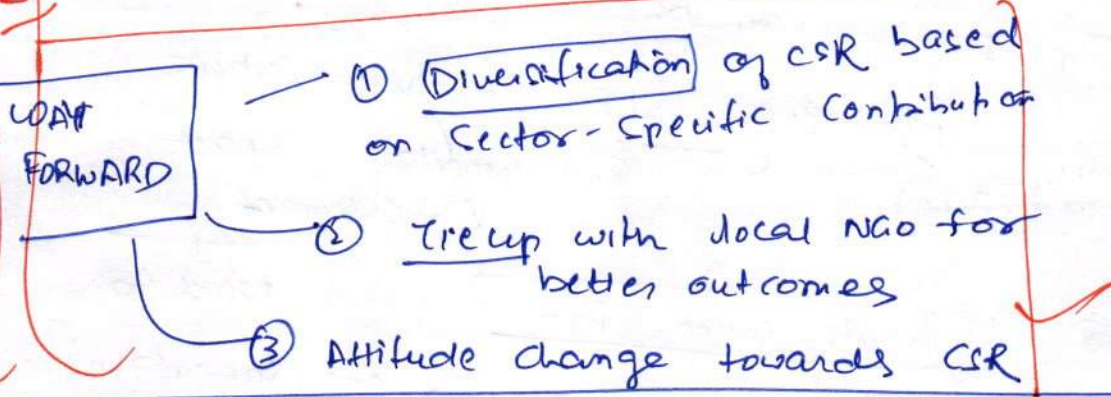 WAY
FORWARD
① Diversification of CSR based
on Sector-Specific Contribution
② Tie up with local NGO for
better outcomes
③ Attitude change towards CSR